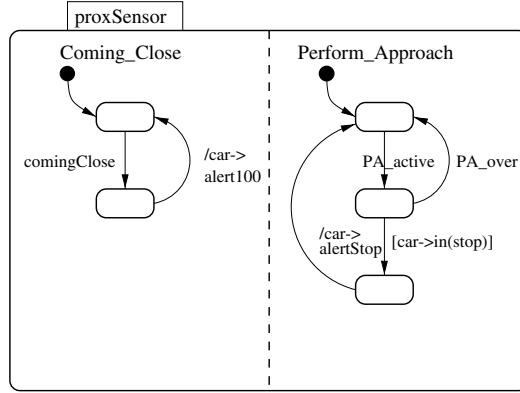 proxSensor
Coming_Close
comingClose
/car->
alert100
Perform_Approach
PA_active
PA_over
/car->
alertStop
[car->in(stop)]